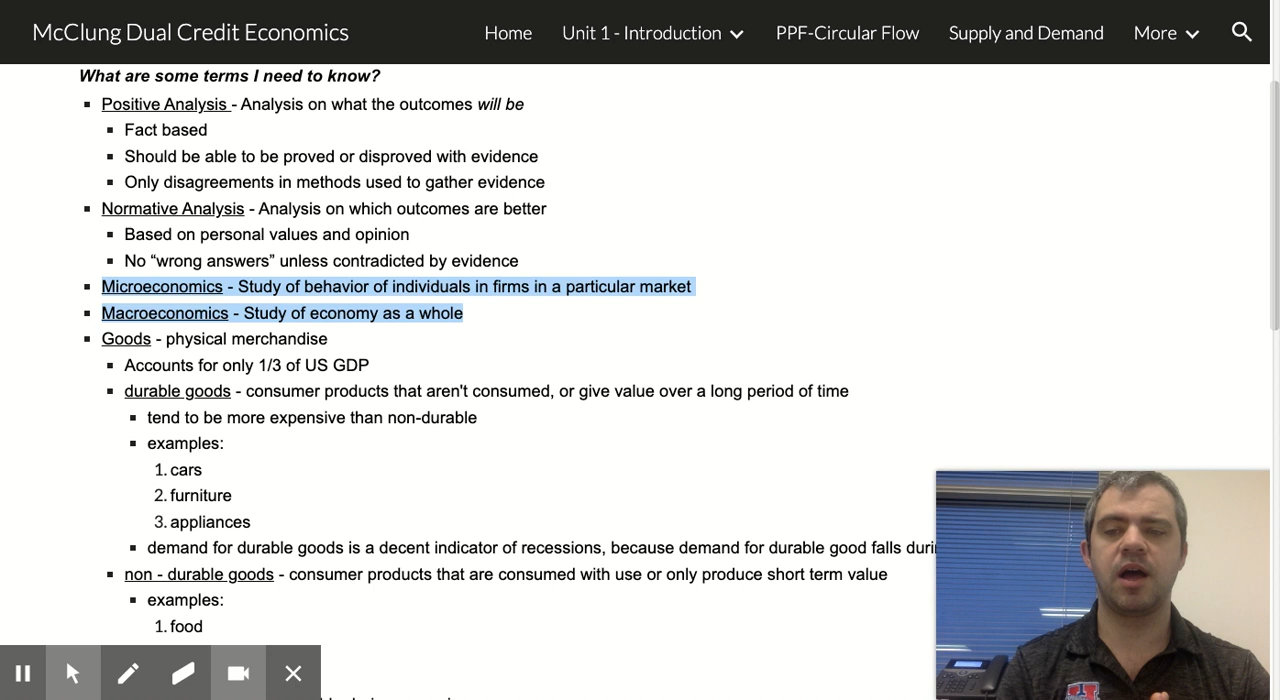 McClung Dual Credit Economics Home Unit 1 - Introduction PPF-Circular Flow Supply and Demand More
What are some terms I need to know?
Positive Analysis - Analysis on what the outcomes will be
Fact based
Should be able to be proved or disproved with evidence
Only disagreements in methods used to gather evidence
Normative Analysis - Analysis on which outcomes are better
Based on personal values and opinion
No “wrong answers” unless contradicted by evidence
Microeconomics - Study of behavior of individuals in firms in a particular market
Macroeconomics - Study of economy as a whole
Goods - physical merchandise
Accounts for only 1/3 of US GDP
durable goods - consumer products that aren't consumed, or give value over a long period of time
tend to be more expensive than non-durable
examples:
1. cars
2. furniture
3. appliances
demand for durable goods is a decent indicator of recessions, because demand for durable good falls
non - durable goods - consumer products that are consumed with use or only produce short term value
examples:
1. food